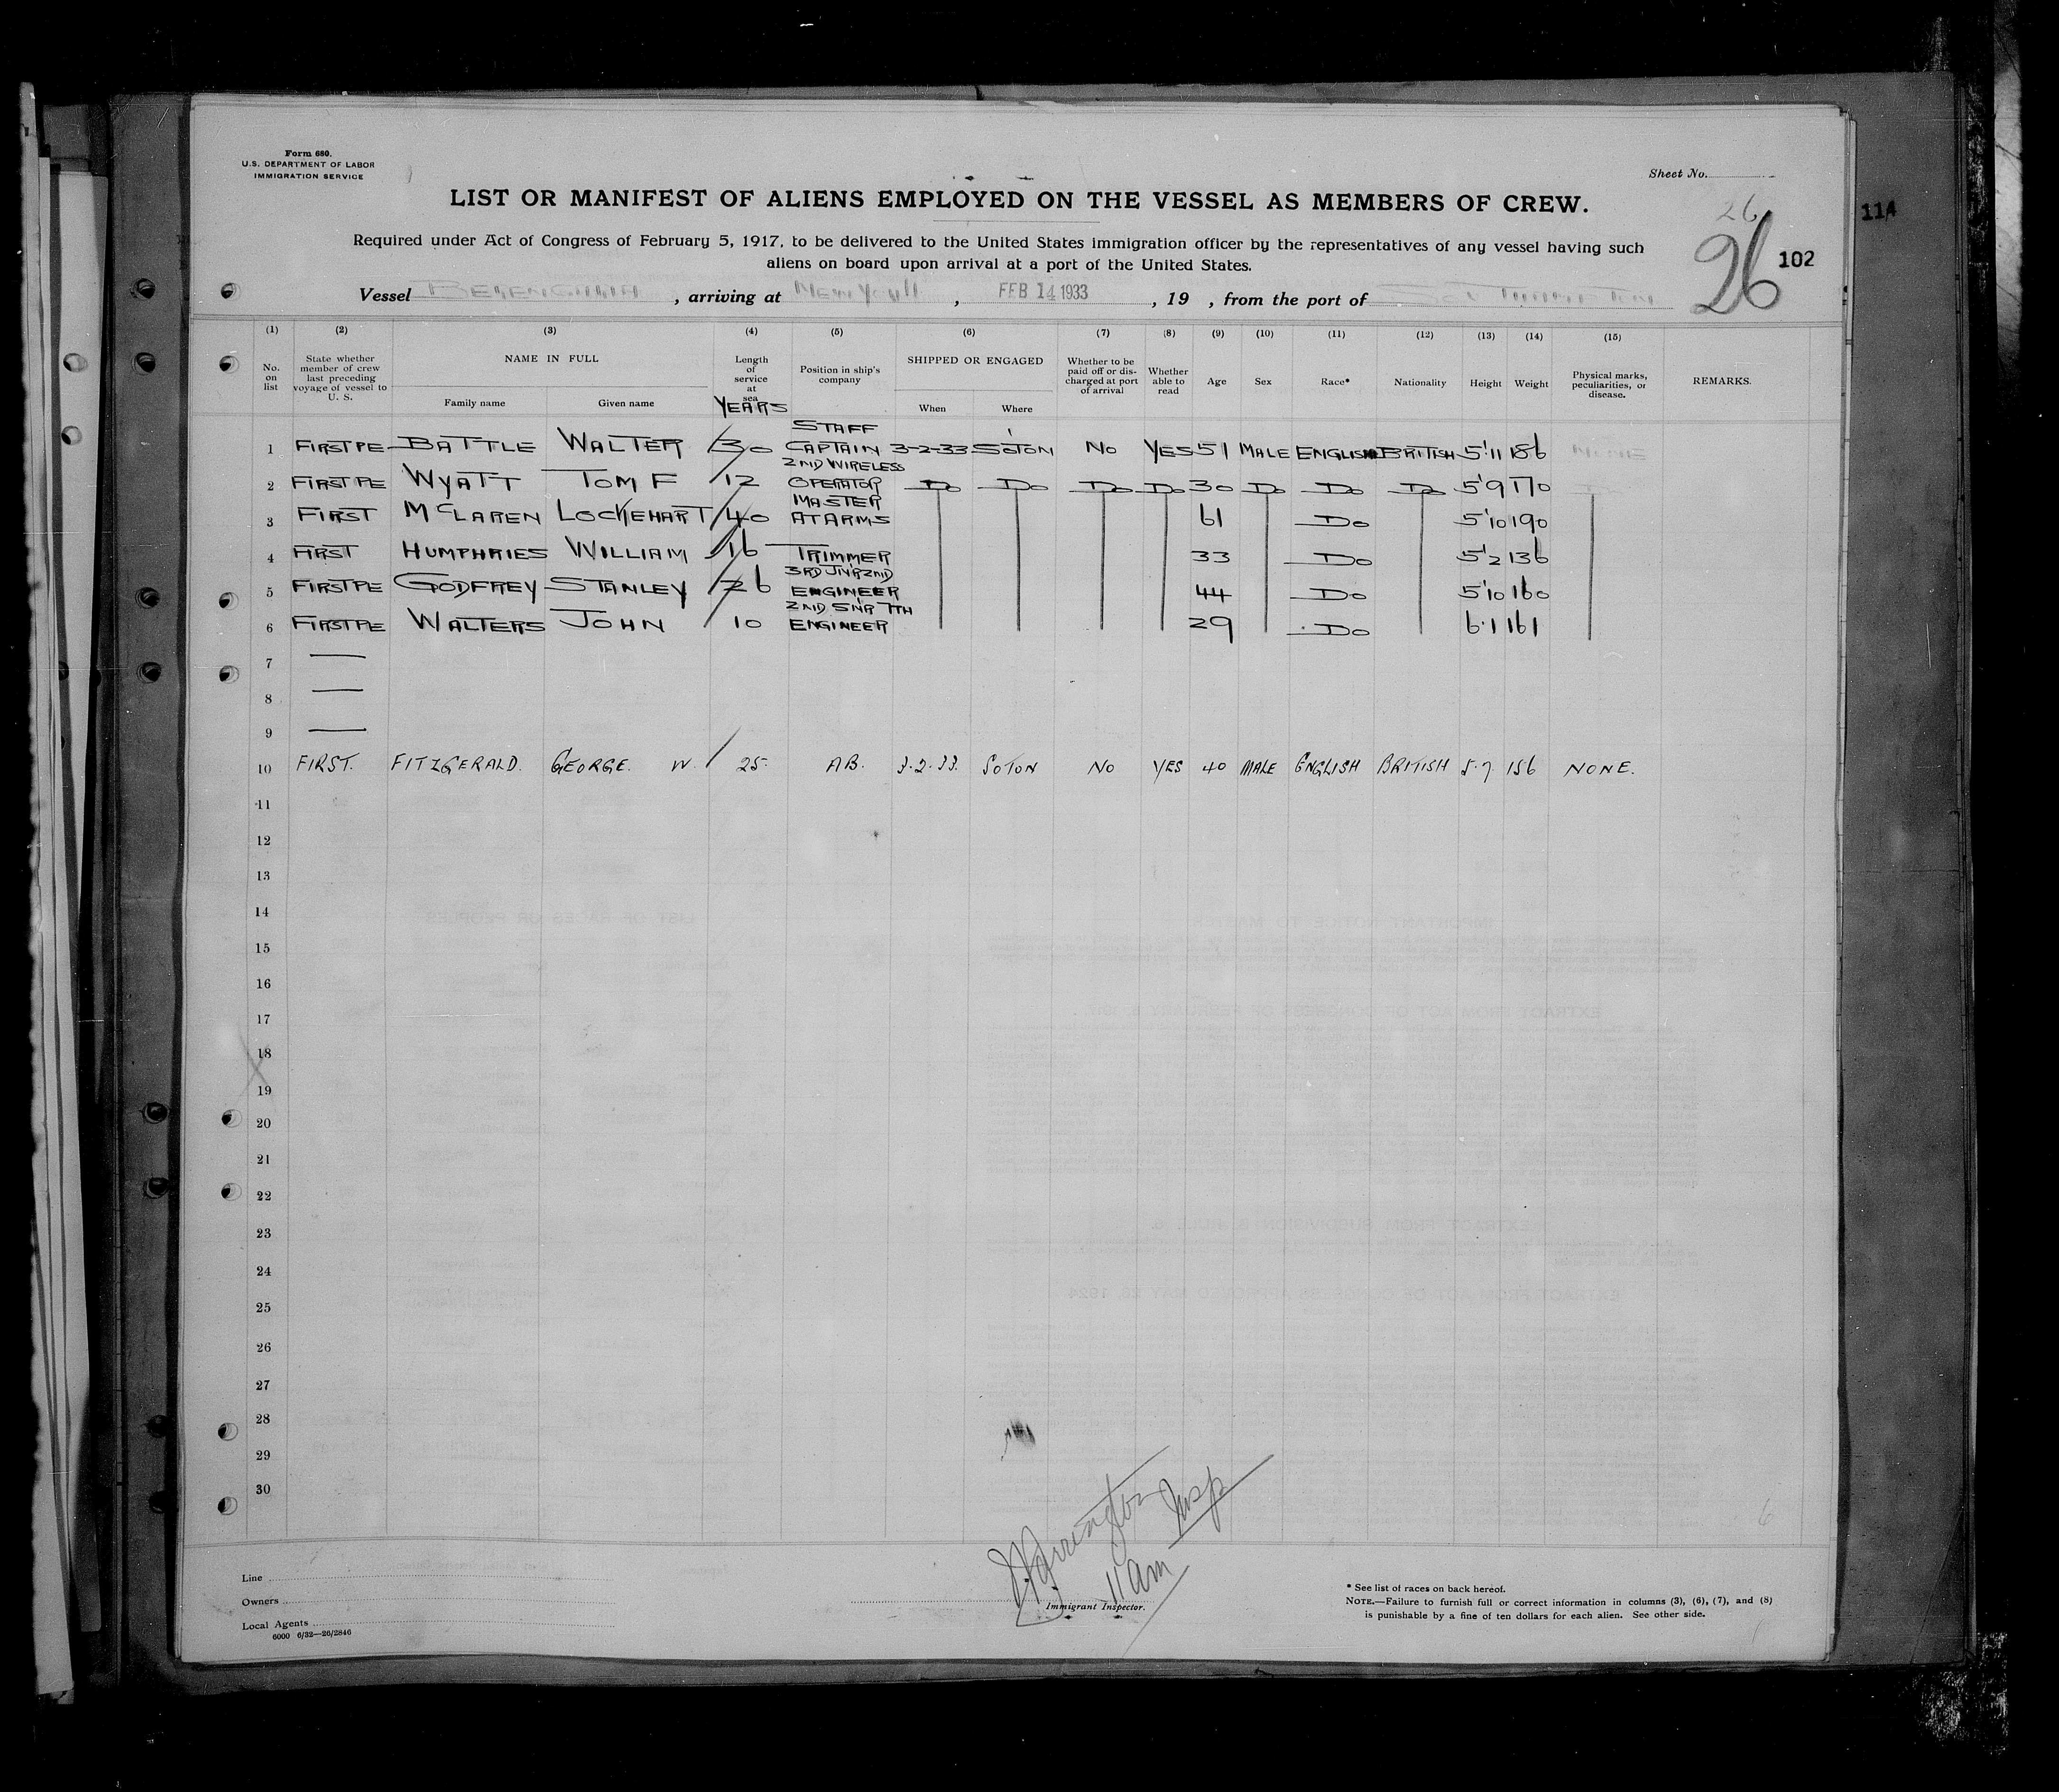 Form 680.
U.S. DEPARTMENT OF LABOR
IMMIGRATION SERVICE
Sheet No.
LIST OR MANIFEST OF ALIENS EMPLOYED ON THE VESSEL AS MEMBERS OF CREW.
26
114
Required under Act of Congress of February 5, 1917, to be delivered to the United States immigration officer by the representatives of any vessel having such
aliens on board upon arrival at a port of the United States.
26 102
Vessel BERENGARIA, arriving at NEW YORK, FEB 14 1933, 19 , from the port of
(1) (2) (3) (4) (5) (6) (7) (8) (9) (10) (11) (12) (13) (14) (15)
No. on list State whether member of crew last preceding voyage of vessel to U. S. NAME IN FULL Family name Given name Length of service at sea YEARS Position in ship's company SHIPPED OR ENGAGED When Where Whether to be paid off or discharged at port of arrival Whether able to read Age Sex Race* Nationality Height Weight Physical marks, peculiarities, or disease. REMARKS.
1 FIRST PE BATTLE WALTER 30 STAFF CAPTAIN 3-2-33 SOTON NO YES 51 MALE ENGLISH BRITISH 5'11 186 NONE
2 FIRST PE WYATT TOM F 12 2ND WIRELESS OPERATOR DO DO DO DO 30 DO DO DO 5'9 170
3 FIRST MCLAREN LOCKEHART 40 MASTER AT ARMS 61 DO 5'10 190
4 FIRST HUMPHRIES WILLIAM 16 TRIMMER 33 DO 5'2 136
5 FIRST PE GODFREY STANLEY 26 3RD JN'R 2ND ENGINEER 44 DO 5'10 160
6 FIRST PE WALTERS JOHN 10 2ND SN'R 7TH ENGINEER 29 DO 6·1 161
7 —
8 —
9 —
10 FIRST. FITZGERALD. GEORGE. W. 25. AB. 3.2.33. SOTON NO YES 40 MALE ENGLISH BRITISH 5.7. 156 NONE.
11
12
13
14
15
16
17
18
19
20
21
22
23
24
25
26
27
28
29
30
6
Insp
11 am
Line
Owners
Local Agents
6000 6/32—26/2846
Immigrant Inspector.
* See list of races on back hereof.
NOTE.—Failure to furnish full or correct information in columns (3), (6), (7), and (8)
is punishable by a fine of ten dollars for each alien. See other side.